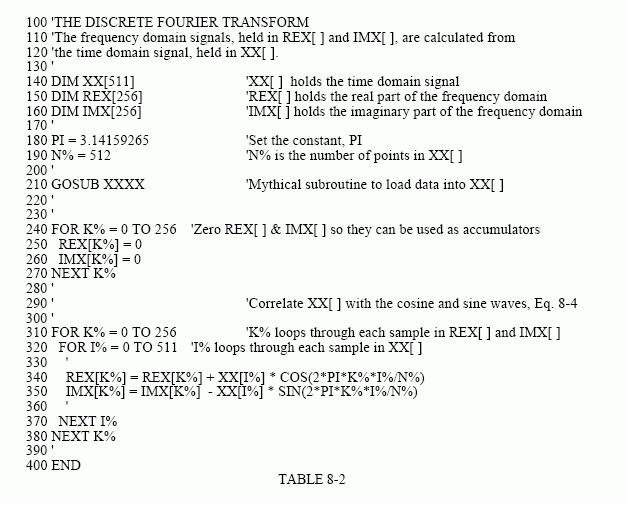 100 'THE DISCRETE FOURIER TRANSFORM
110 'The frequency domain signals, held in REX[ ] and IMX[ ], are calculated from
120 'the time domain signal, held in XX[ ].
130 '
140 DIM XX[511] 'XX[ ] holds the time domain signal
150 DIM REX[256] 'REX[ ] holds the real part of the frequency domain
160 DIM IMX[256] 'IMX[ ] holds the imaginary part of the frequency domain
170 '
180 PI = 3.14159265 'Set the constant, PI
190 N% = 512 'N% is the number of points in XX[ ]
200 '
210 GOSUB XXXX 'Mythical subroutine to load data into XX[ ]
220 '
230 '
240 FOR K% = 0 TO 256 'Zero REX[ ] & IMX[ ] so they can be used as accumulators
250 REX[K%] = 0
260 IMX[K%] = 0
270 NEXT K%
280 '
290 ' 'Correlate XX[ ] with the cosine and sine waves, Eq. 8-4
300 '
310 FOR K% = 0 TO 256 'K% loops through each sample in REX[ ] and IMX[ ]
320 FOR I% = 0 TO 511 'I% loops through each sample in XX[ ]
330 '
340 REX[K%] = REX[K%] + XX[I%] * COS(2*PI*K%*I%/N%)
350 IMX[K%] = IMX[K%] - XX[I%] * SIN(2*PI*K%*I%/N%)
360 '
370 NEXT I%
380 NEXT K%
390 '
400 END
TABLE 8-2